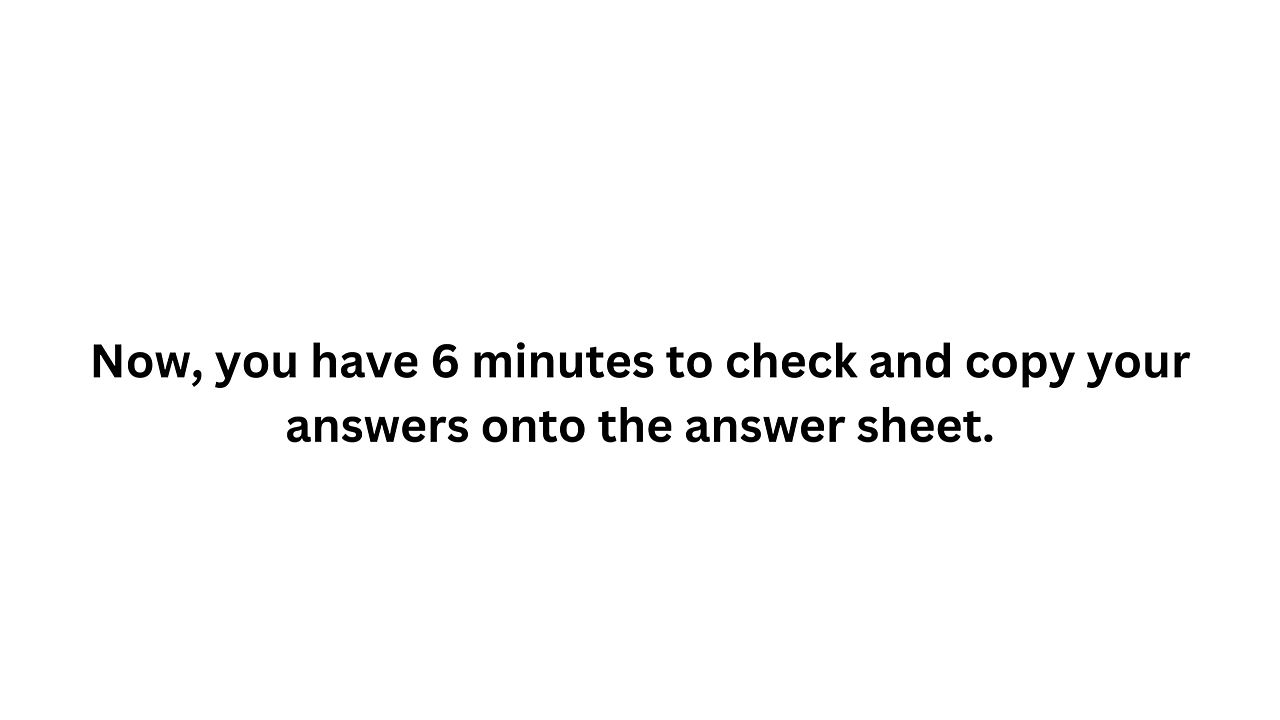 Now, you have 6 minutes to check and copy your
answers onto the answer sheet.